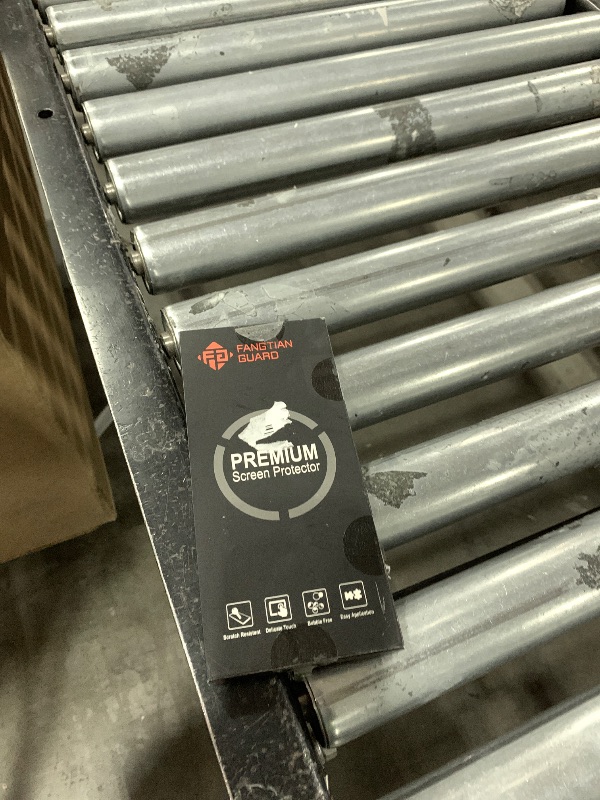 FANGTIAN
GUARD
PREMIUM
Screen Protector
Scratch Resistant
Delicate Touch
Bubble Free
Easy Application